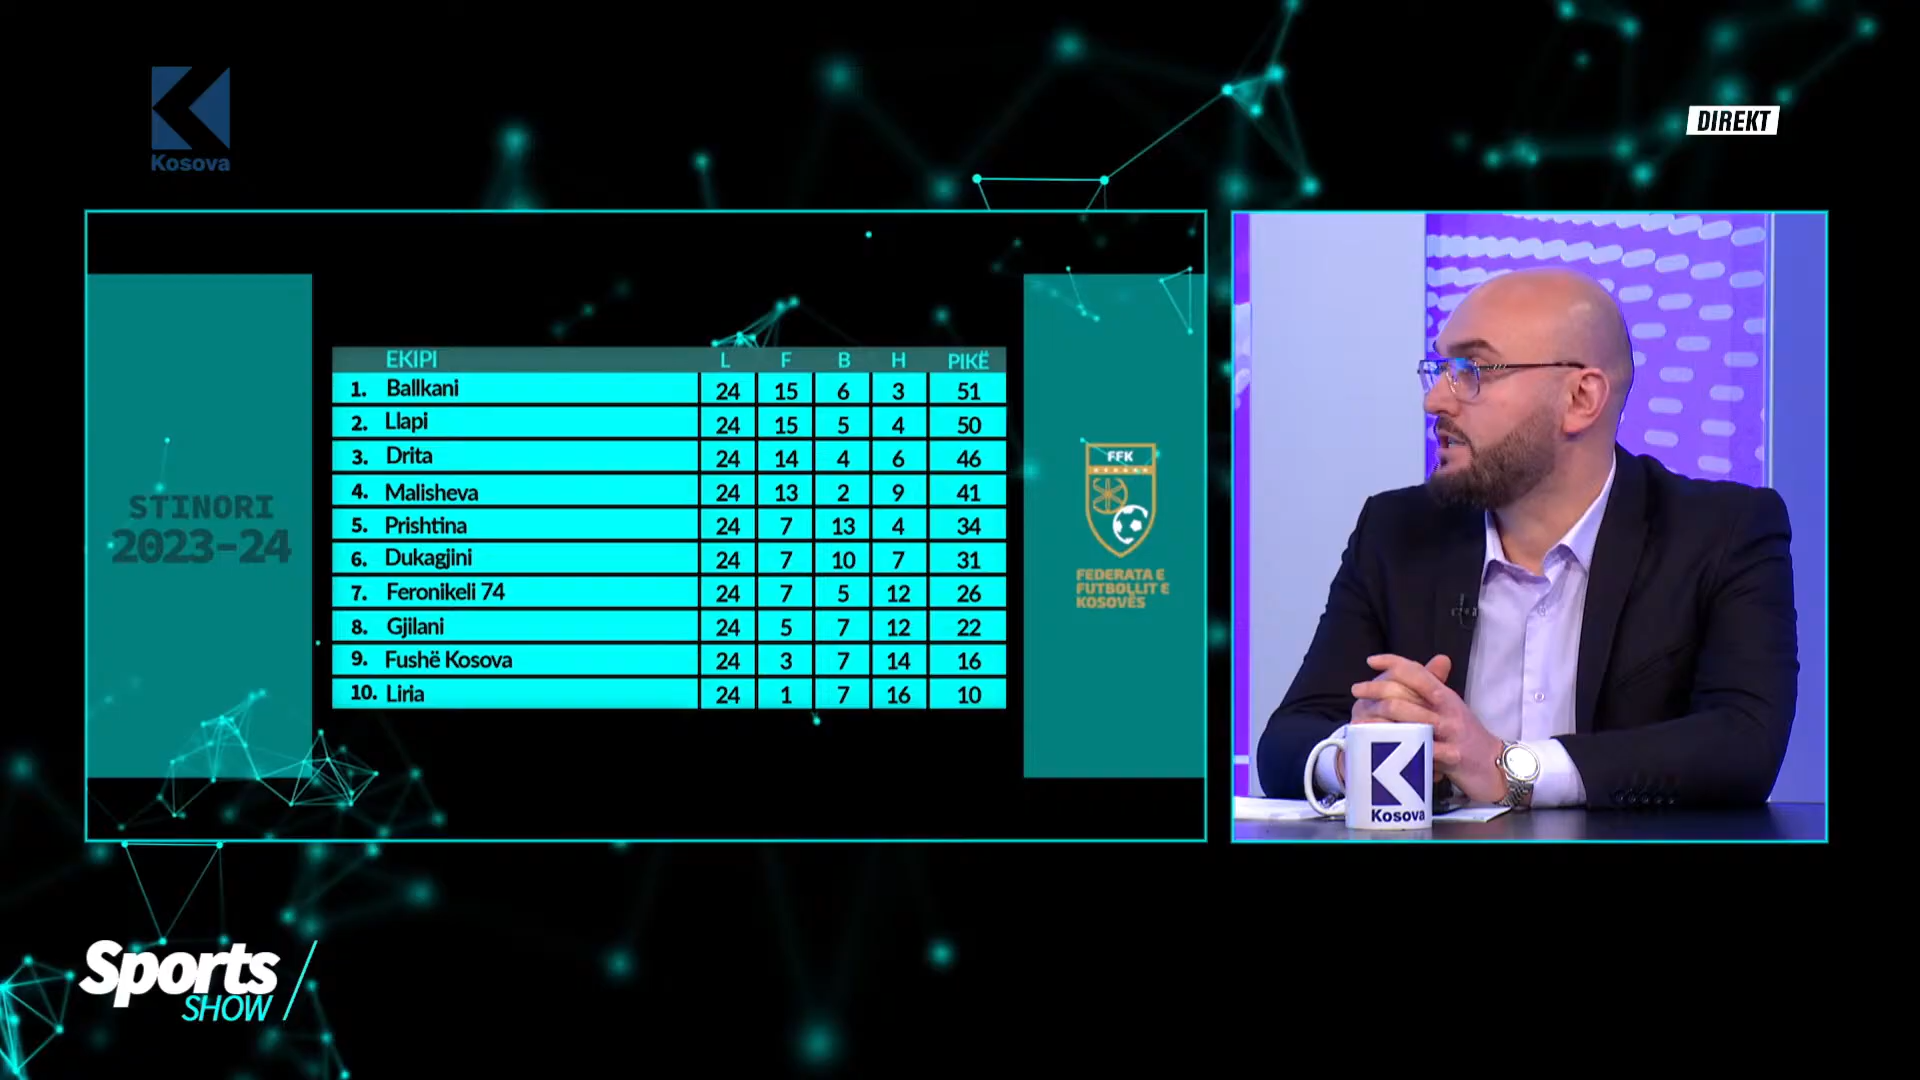 Kosova
DIREKT
STINORI
2023-24
EKIPI L F B H PIKË
1. Ballkani 24 15 6 3 51
2. Llapi 24 15 5 4 50
3. Drita 24 14 4 6 46
4. Malisheva 24 13 2 9 41
5. Prishtina 24 7 13 4 34
6. Dukagjini 24 7 10 7 31
7. Feronikeli 74 24 7 5 12 26
8. Gjilani 24 5 7 12 22
9. Fushë Kosova 24 3 7 14 16
10. Liria 24 1 7 16 10
FFK
FEDERATA E
FUTBOLLIT E
KOSOVËS
Kosova
Sports
SHOW